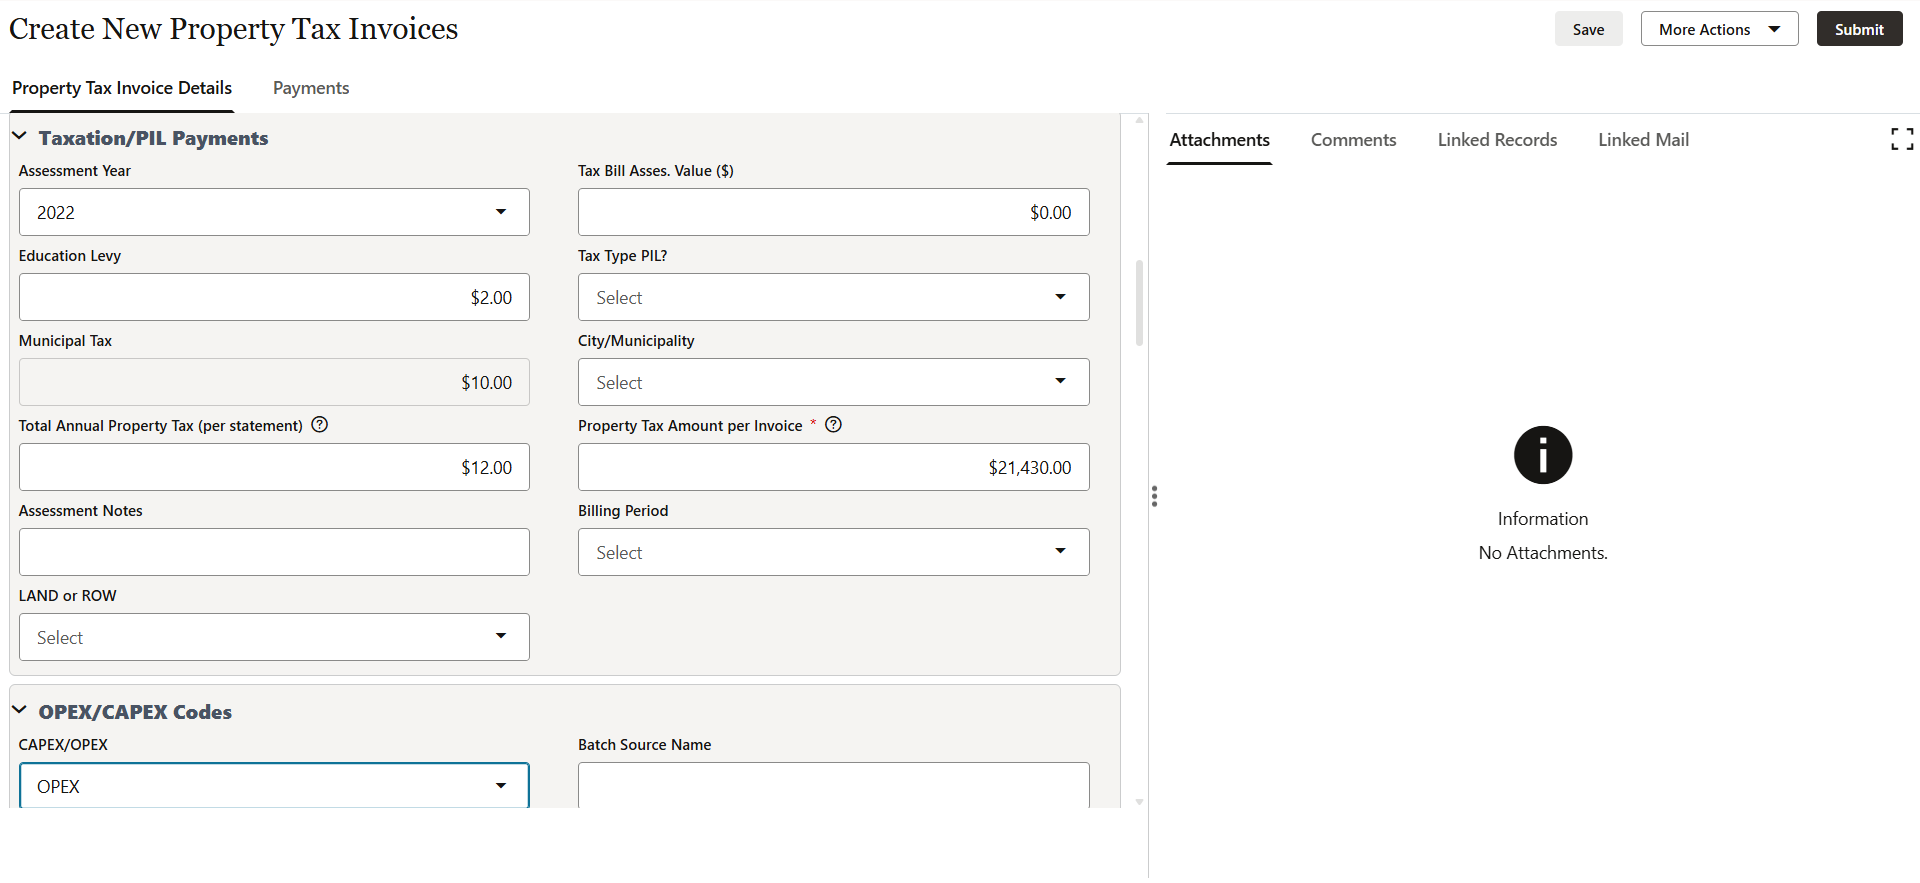 Create New Property Tax Invoices
Save
More Actions
Submit
Property Tax Invoice Details
Payments
Taxation/PIL Payments
Assessment Year
Tax Bill Asses. Value ($)
2022
$0.00
Education Levy
Tax Type PIL?
$2.00
Select
Municipal Tax
City/Municipality
$10.00
Select
Total Annual Property Tax (per statement)
Property Tax Amount per Invoice *
$12.00
$21,430.00
Assessment Notes
Billing Period
Select
LAND or ROW
Select
OPEX/CAPEX Codes
CAPEX/OPEX
Batch Source Name
OPEX
Attachments
Comments
Linked Records
Linked Mail
Information
No Attachments.